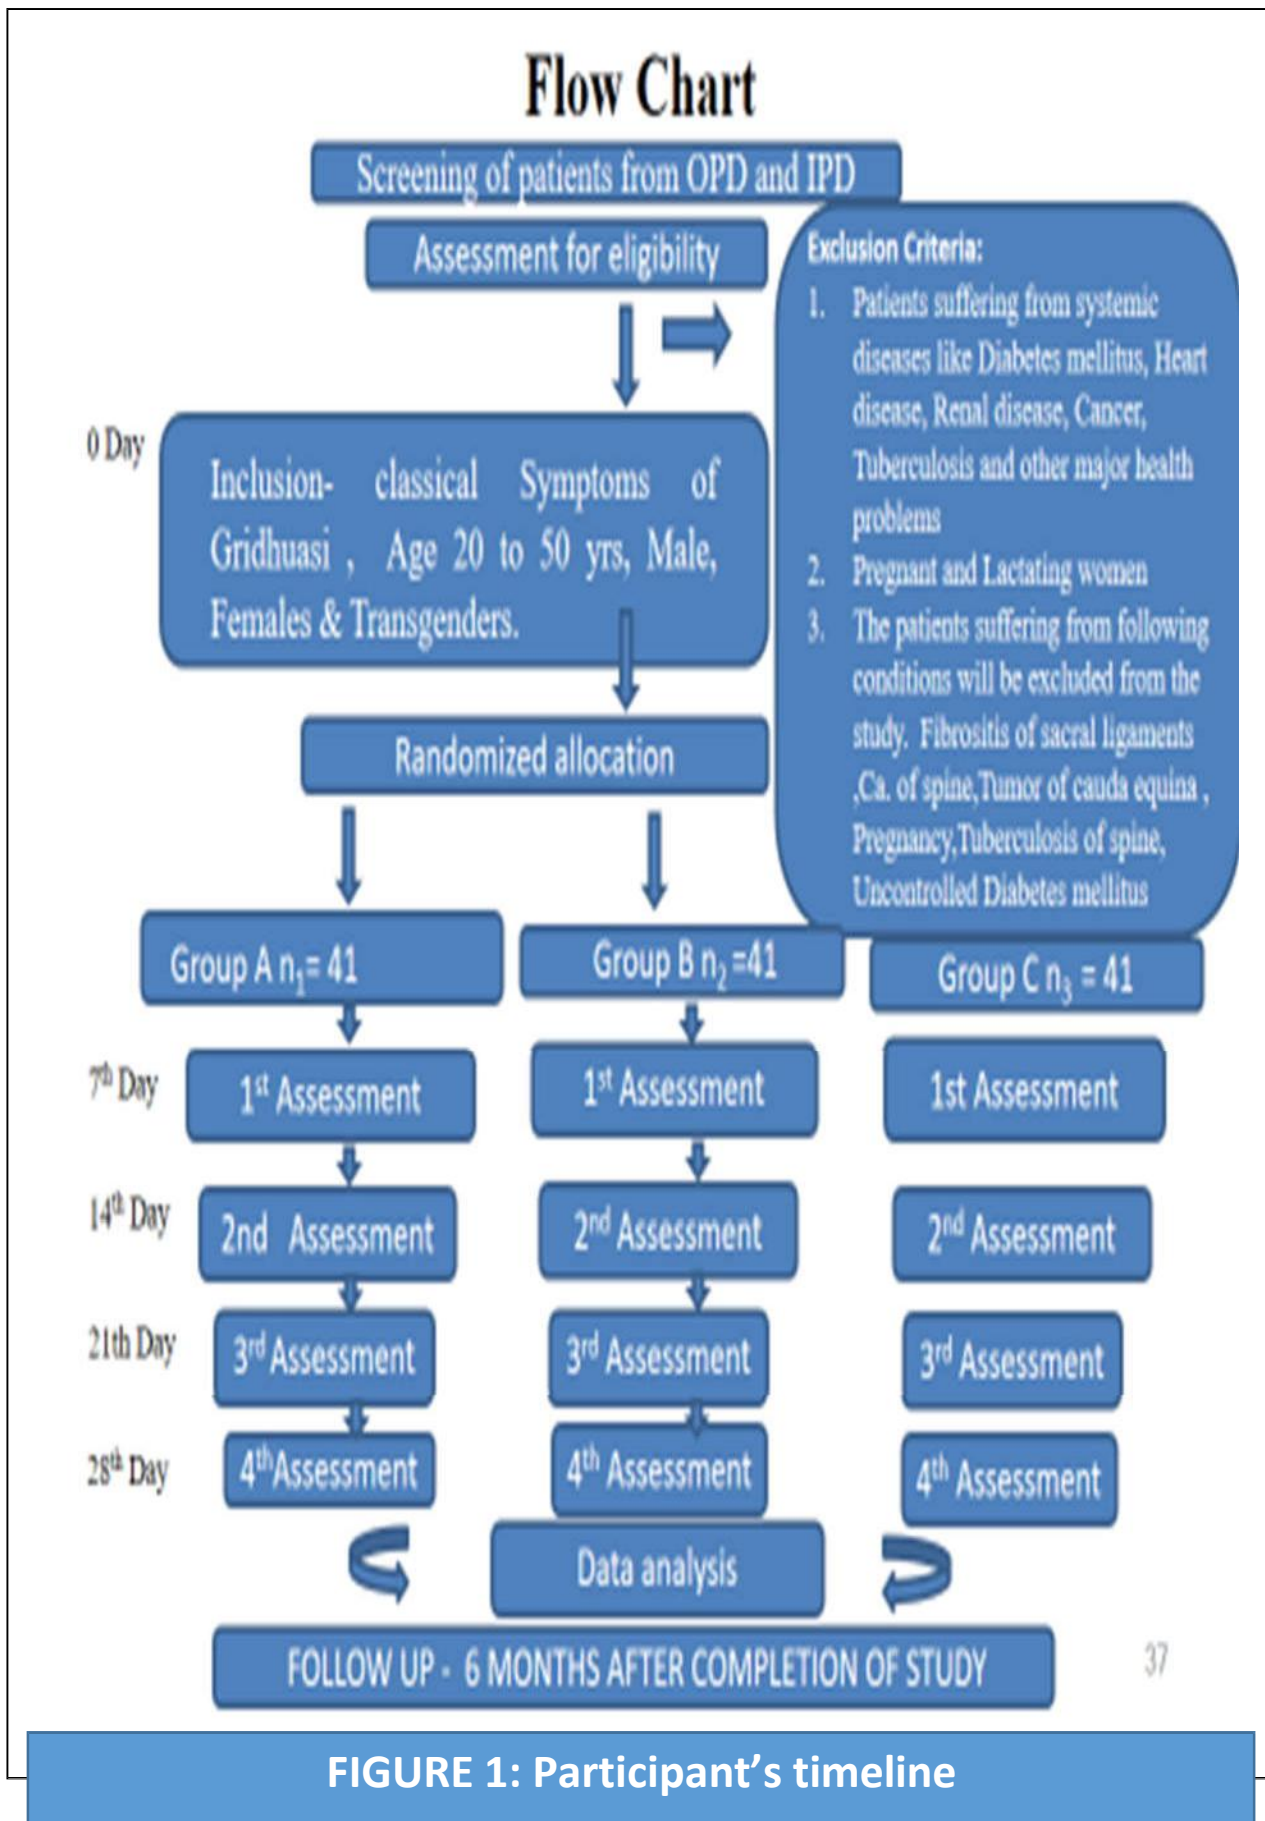 Flow Chart
Screening of patients from OPD and IPD
Assessment for eligibility
Exclusion Criteria:
1. Patients suffering from systemic
diseases like Diabetes mellitus, Heart
disease, Renal disease, Cancer,
Tuberculosis and other major health
problems
2. Pregnant and Lactating women
3. The patients suffering from following
conditions will be excluded from the
study. Fibrositis of sacral ligaments
,Ca. of spine,Tumor of cauda equina ,
Pregnancy,Tuberculosis of spine,
Uncontrolled Diabetes mellitus
0 Day
Inclusion- classical Symptoms of
Gridhuasi , Age 20 to 50 yrs, Male,
Females & Transgenders.
Randomized allocation
Group A n₁= 41
Group B n₂ =41
Group C n₃ = 41
7th Day
1st Assessment
1st Assessment
1st Assessment
14th Day
2nd Assessment
2nd Assessment
2nd Assessment
21th Day
3rd Assessment
3rd Assessment
3rd Assessment
28th Day
4th Assessment
4th Assessment
4th Assessment
Data analysis
FOLLOW UP - 6 MONTHS AFTER COMPLETION OF STUDY
37
FIGURE 1: Participant’s timeline